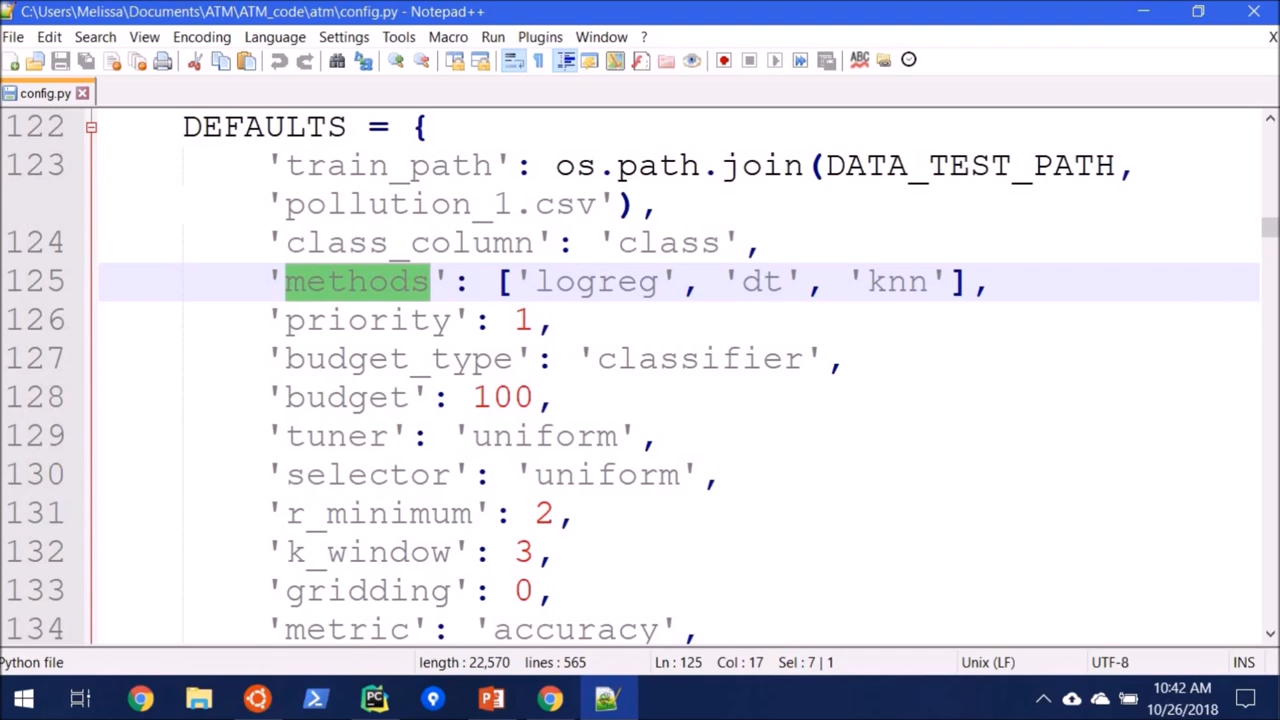 C:\Users\Melissa\Documents\ATM\ATM_code\atm\config.py - Notepad++
File Edit Search View Encoding Language Settings Tools Macro Run Plugins Window ? X
config.py
122 DEFAULTS = {
123 'train_path': os.path.join(DATA_TEST_PATH,
'pollution_1.csv'),
124 'class_column': 'class',
125 'methods': ['logreg', 'dt', 'knn'],
126 'priority': 1,
127 'budget_type': 'classifier',
128 'budget': 100,
129 'tuner': 'uniform',
130 'selector': 'uniform',
131 'r_minimum': 2,
132 'k_window': 3,
133 'gridding': 0,
134 'metric': 'accuracy',
Python file length : 22,570 lines : 565 Ln : 125 Col : 17 Sel : 7 | 1 Unix (LF) UTF-8 INS
10:42 AM
10/26/2018